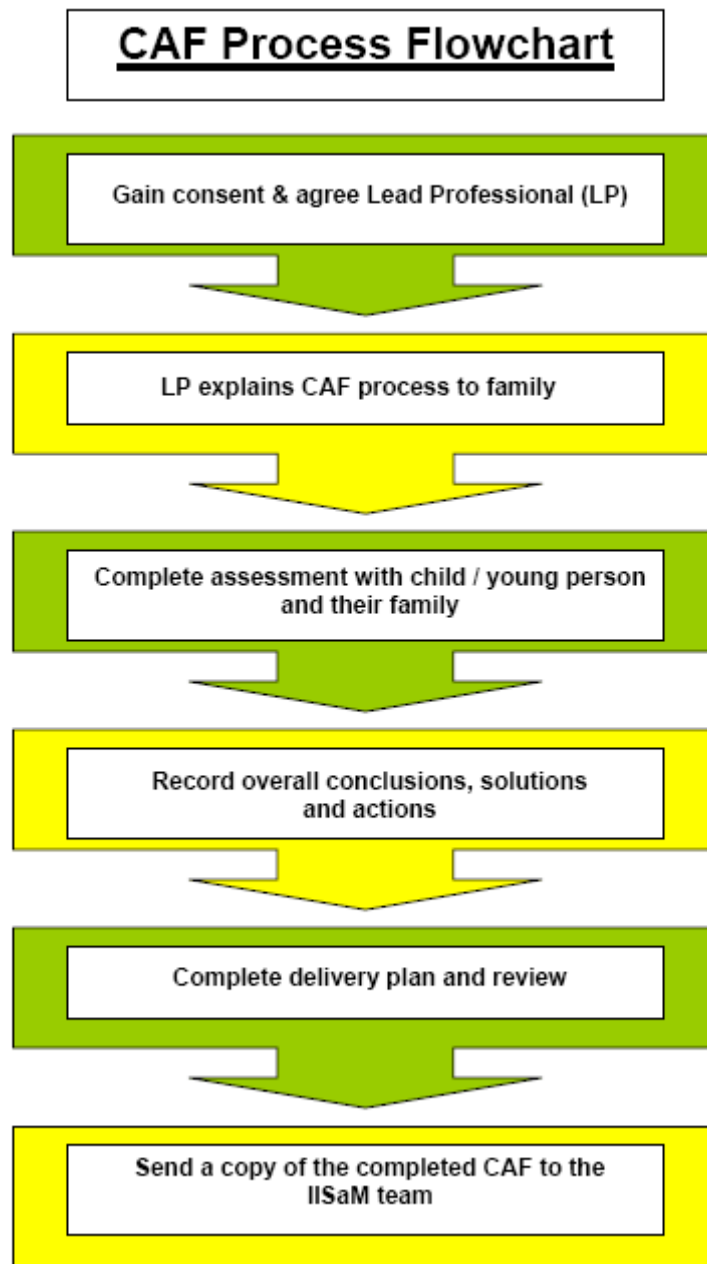 CAF Process Flowchart
Gain consent & agree Lead Professional (LP)
LP explains CAF process to family
Complete assessment with child / young person
and their family
Record overall conclusions, solutions
and actions
Complete delivery plan and review
Send a copy of the completed CAF to the
IISaM team